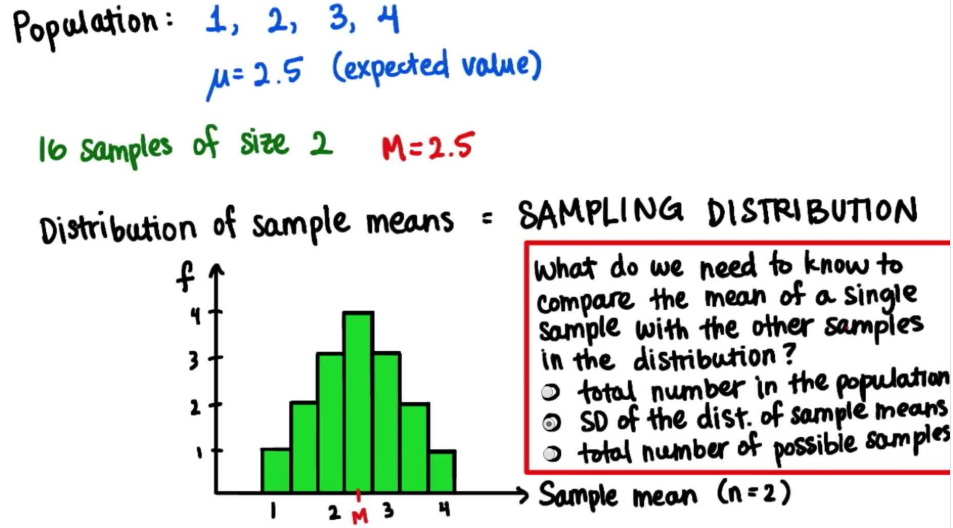 Population: 1, 2, 3, 4
μ=2.5 (expected value)
16 samples of size 2 M=2.5
Distribution of sample means = SAMPLING DISTRIBUTION
f
4
3
2
1
1 2 M 3 4
Sample mean (n=2)
What do we need to know to
compare the mean of a single
sample with the other samples
in the distribution?
total number in the population
SD of the dist. of sample means
total number of possible samples